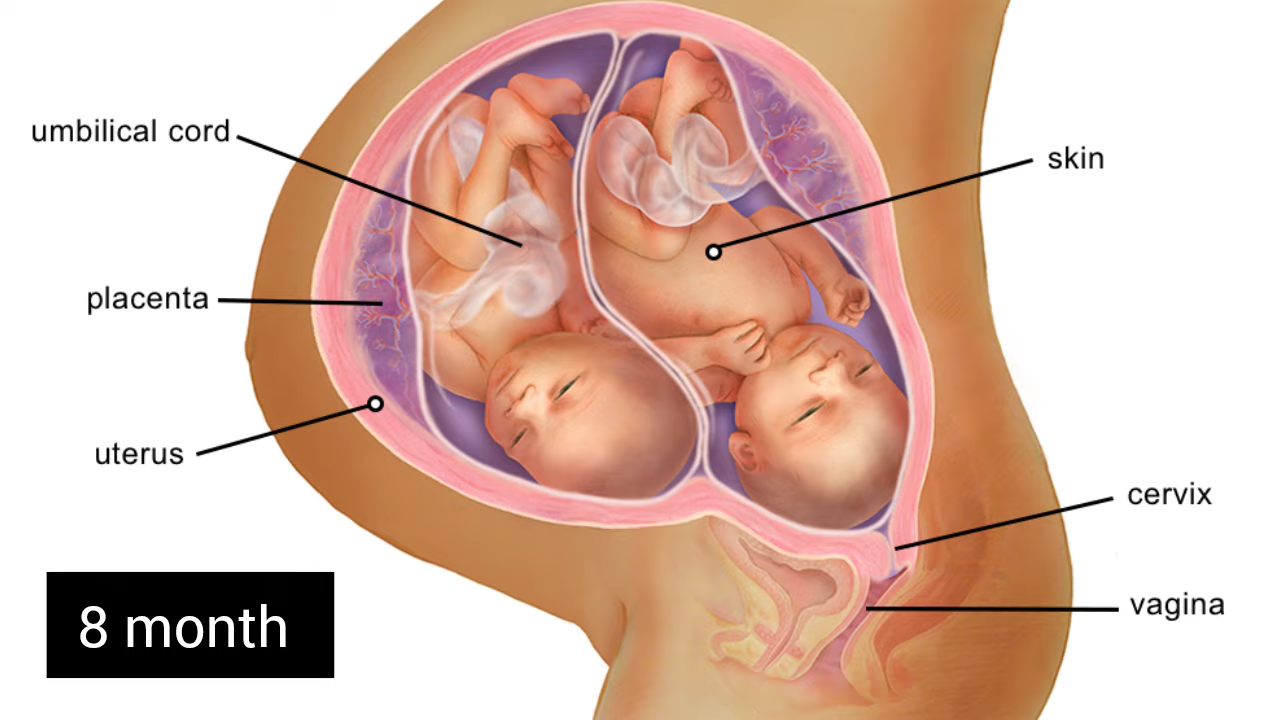 umbilical cord
skin
placenta
uterus
cervix
vagina
8 month